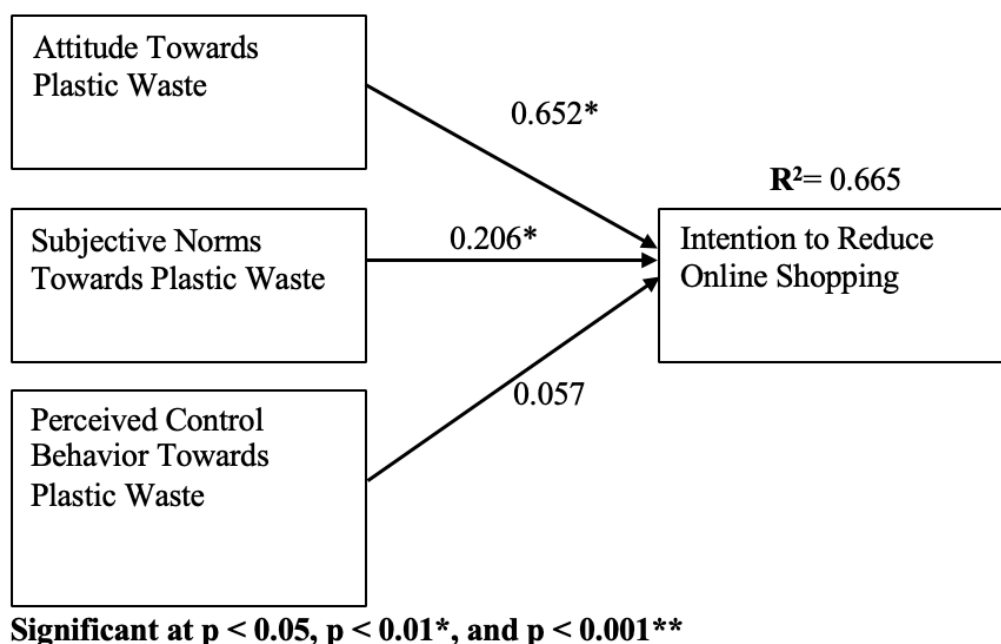 Attitude Towards
Plastic Waste
0.652*
R²= 0.665
Subjective Norms
Towards Plastic Waste
0.206*
Intention to Reduce
Online Shopping
Perceived Control
Behavior Towards
Plastic Waste
0.057
Significant at p < 0.05, p < 0.01*, and p < 0.001**